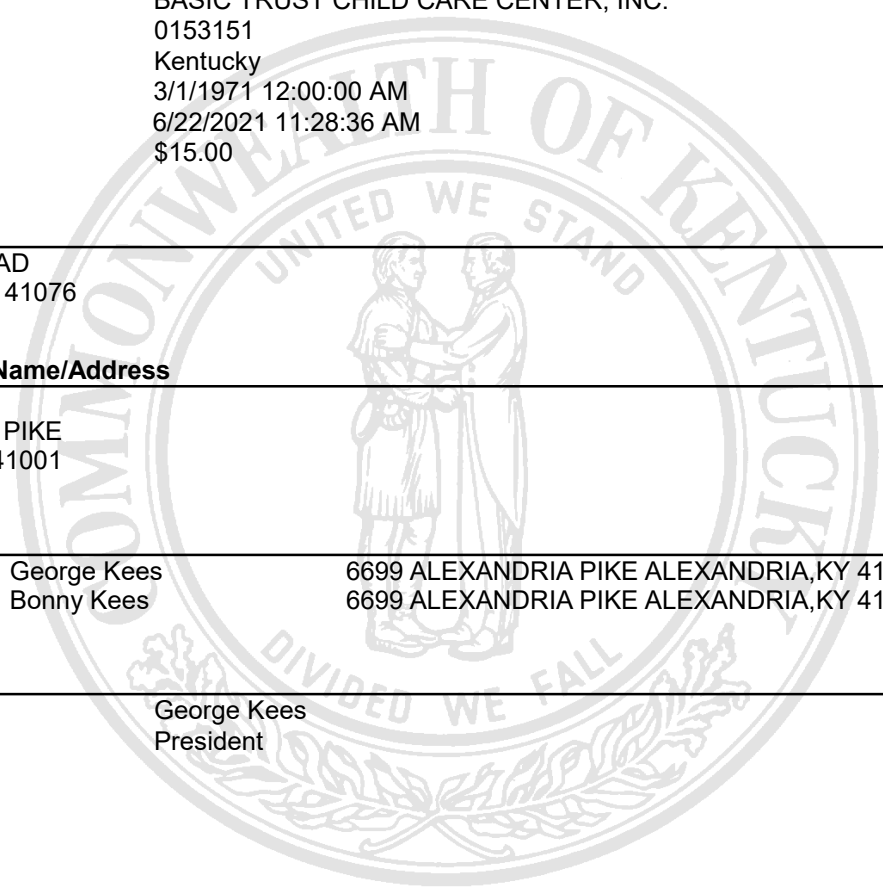 BASIC TRUST CHILD CARE CENTER, INC.
0153151
Kentucky
3/1/1971 12:00:00 AM
6/22/2021 11:28:36 AM
$15.00
COMMONWEALTH OF KENTUCKY
UNITED WE STAND
AD
41076
Name/Address
PIKE
41001
George Kees 6699 ALEXANDRIA PIKE ALEXANDRIA,KY 41
Bonny Kees 6699 ALEXANDRIA PIKE ALEXANDRIA,KY 41
DIVIDED WE FALL
George Kees
President